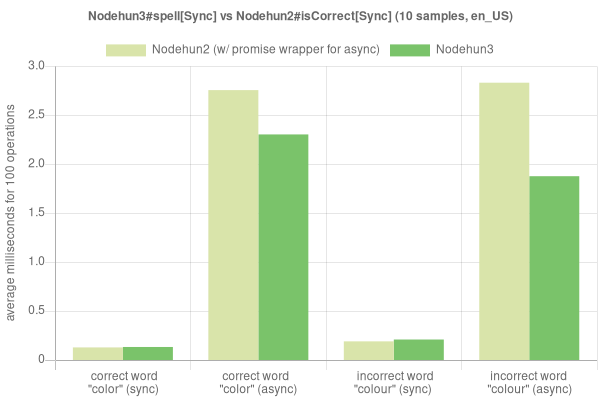 Nodehun3#spell[Sync] vs Nodehun2#isCorrect[Sync] (10 samples, en_US)
Nodehun2 (w/ promise wrapper for async)
Nodehun3
average milliseconds for 100 operations
3.0
2.5
2.0
1.5
1.0
0.5
0
correct word
"color" (sync)
correct word
"color" (async)
incorrect word
"colour" (sync)
incorrect word
"colour" (async)